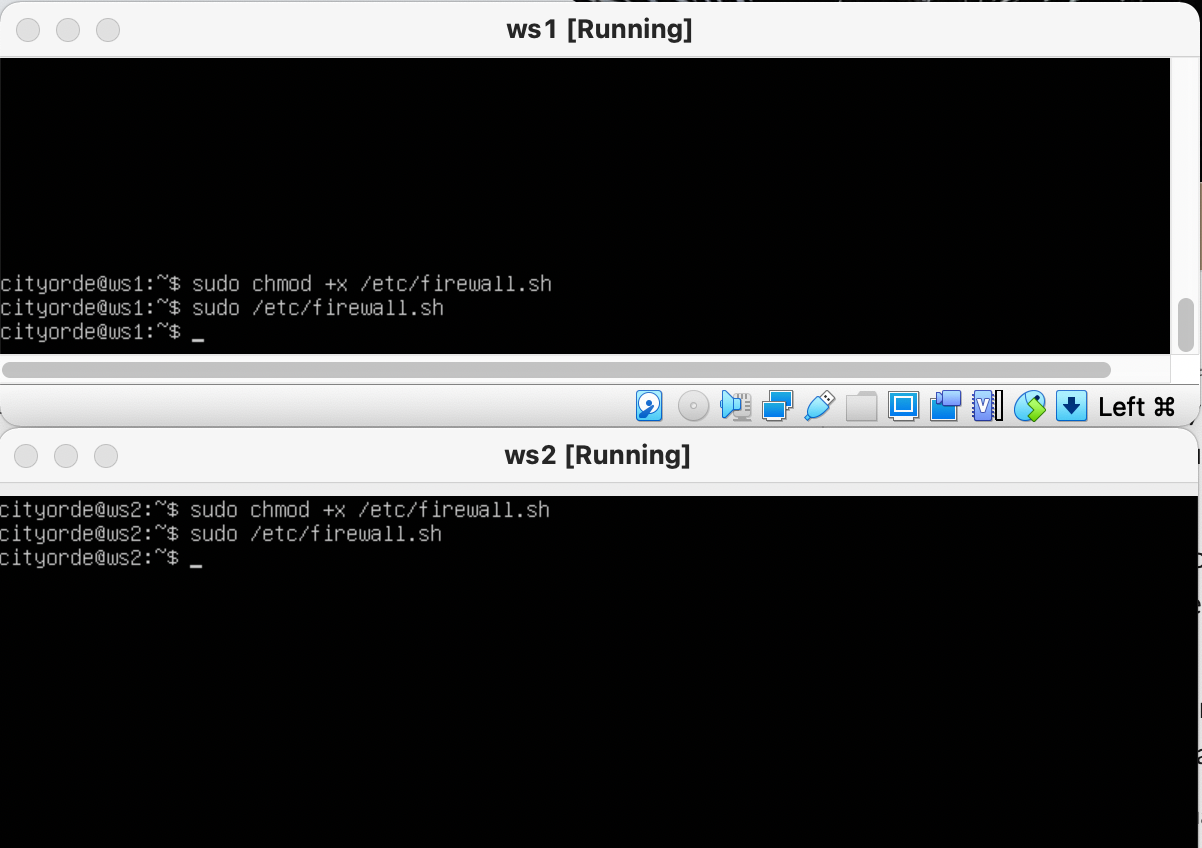 ws1 [Running]
cityorde@ws1:~$ sudo chmod +x /etc/firewall.sh
cityorde@ws1:~$ sudo /etc/firewall.sh
cityorde@ws1:~$ _
Left ⌘
ws2 [Running]
cityorde@ws2:~$ sudo chmod +x /etc/firewall.sh
cityorde@ws2:~$ sudo /etc/firewall.sh
cityorde@ws2:~$ _